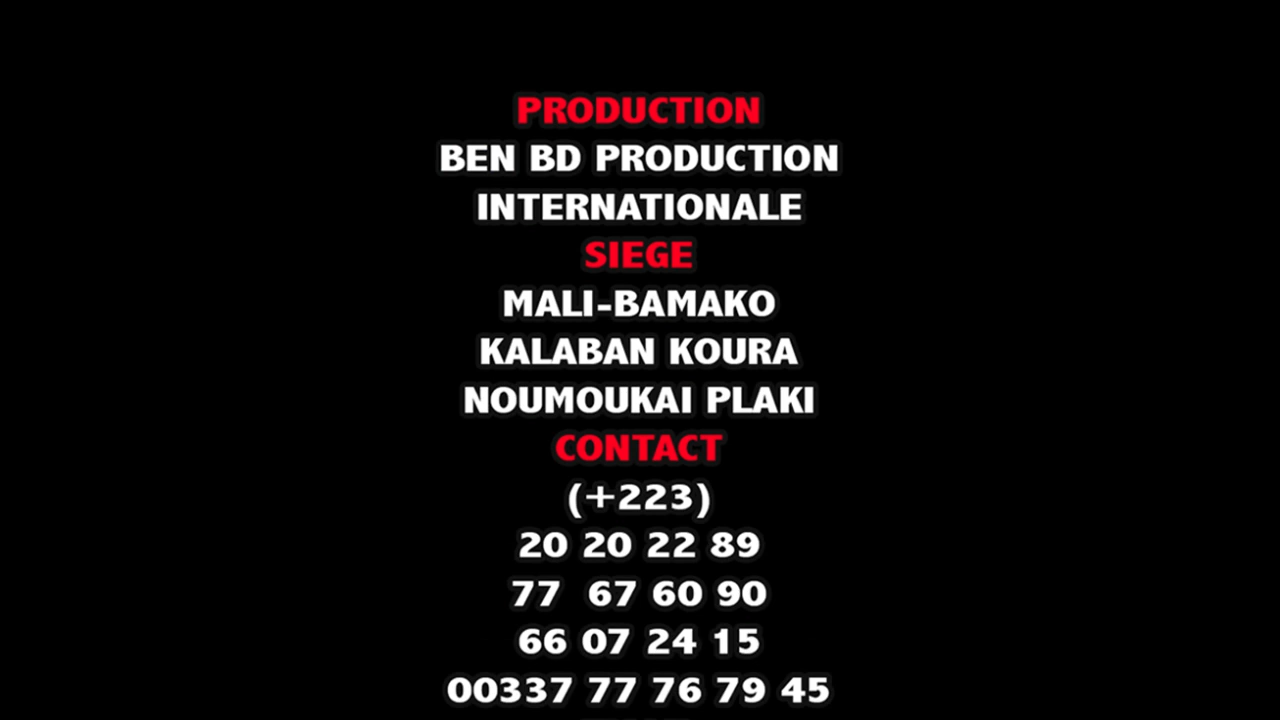 PRODUCTION
BEN BD PRODUCTION
INTERNATIONALE
SIEGE
MALI-BAMAKO
KALABAN KOURA
NOUMOUKAI PLAKI
CONTACT
(+223)
20 20 22 89
77  67 60 90
66 07 24 15
00337 77 76 79 45